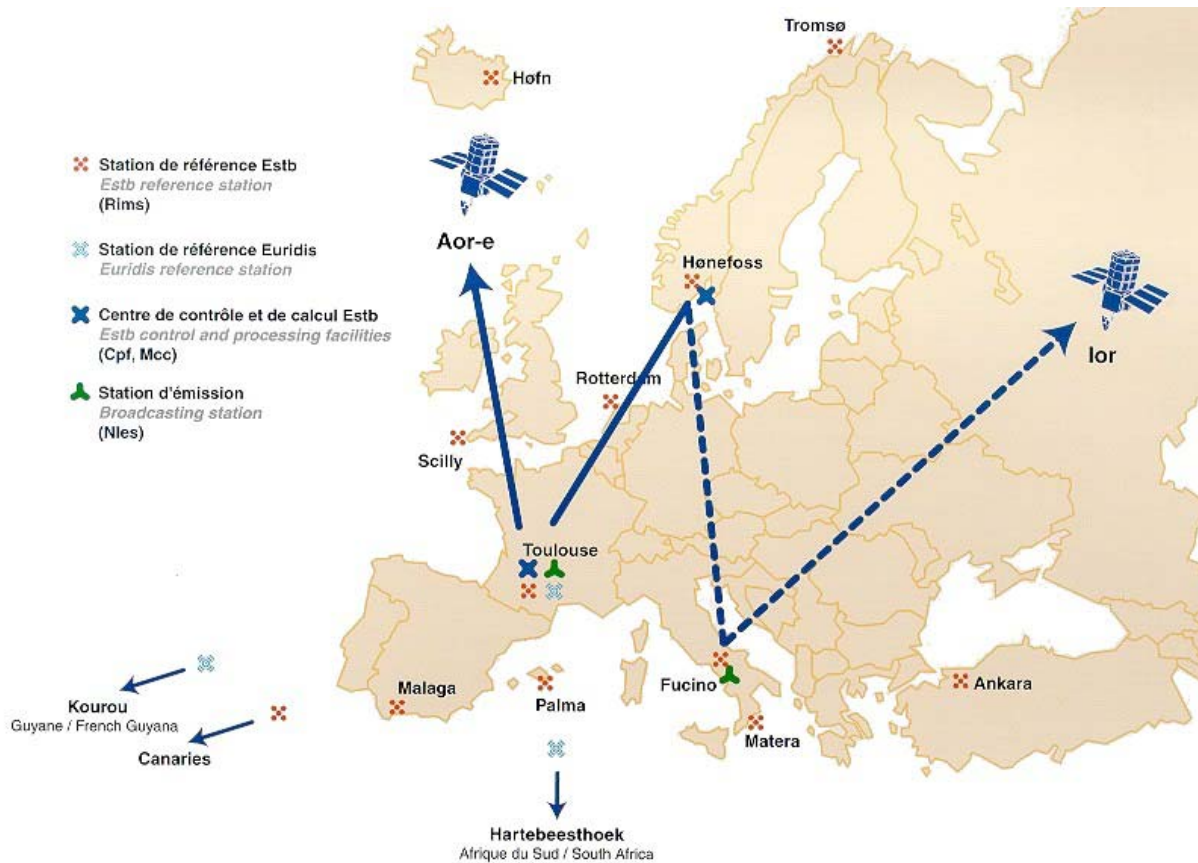 Tromsø
Høfn
Station de référence Estb
Estb reference station
(Rims)
Station de référence Euridis
Euridis reference station
Centre de contrôle et de calcul Estb
Estb control and processing facilities
(Cpf, Mcc)
Station d'émission
Broadcasting station
(Nles)
Aor-e
Hønefoss
Ior
Rotterdam
Scilly
Toulouse
Malaga
Palma
Fucino
Matera
Ankara
Kourou
Guyane / French Guyana
Canaries
Hartebeesthoek
Afrique du Sud / South Africa